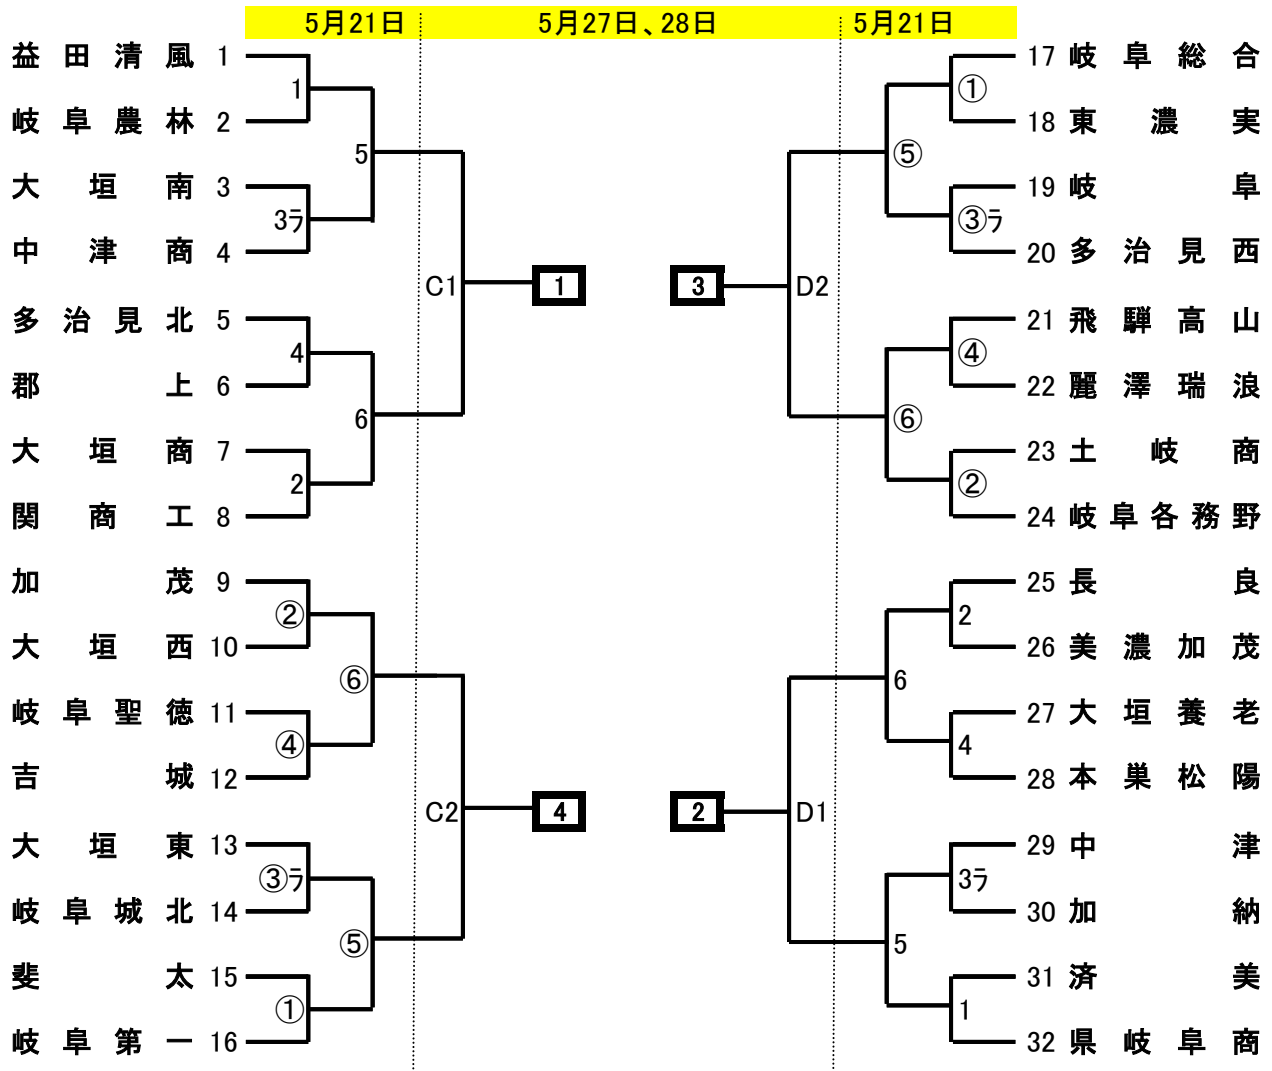 5月21日 5月27日、28日 5月21日
益田清風 1 17 岐阜総合
1 ①
岐阜農林 2 18 東濃実
5 ⑤
大垣南 3 19 岐阜
3ラ ③ラ
中津商 4 20 多治見西
C1 1 3 D2
多治見北 5 21 飛騨高山
4 ④
郡上 6 22 麗澤瑞浪
6 ⑥
大垣商 7 23 土岐商
2 ②
関商工 8 24 岐阜各務野
加茂 9 25 長良
② 2
大垣西 10 26 美濃加茂
⑥ 6
岐阜聖徳 11 27 大垣養老
④ 4
吉城 12 28 本巣松陽
C2 4 2 D1
大垣東 13 29 中津
③ラ 3ラ
岐阜城北 14 30 加納
⑤ 5
斐太 15 31 済美
① 1
岐阜第一 16 32 県岐阜商